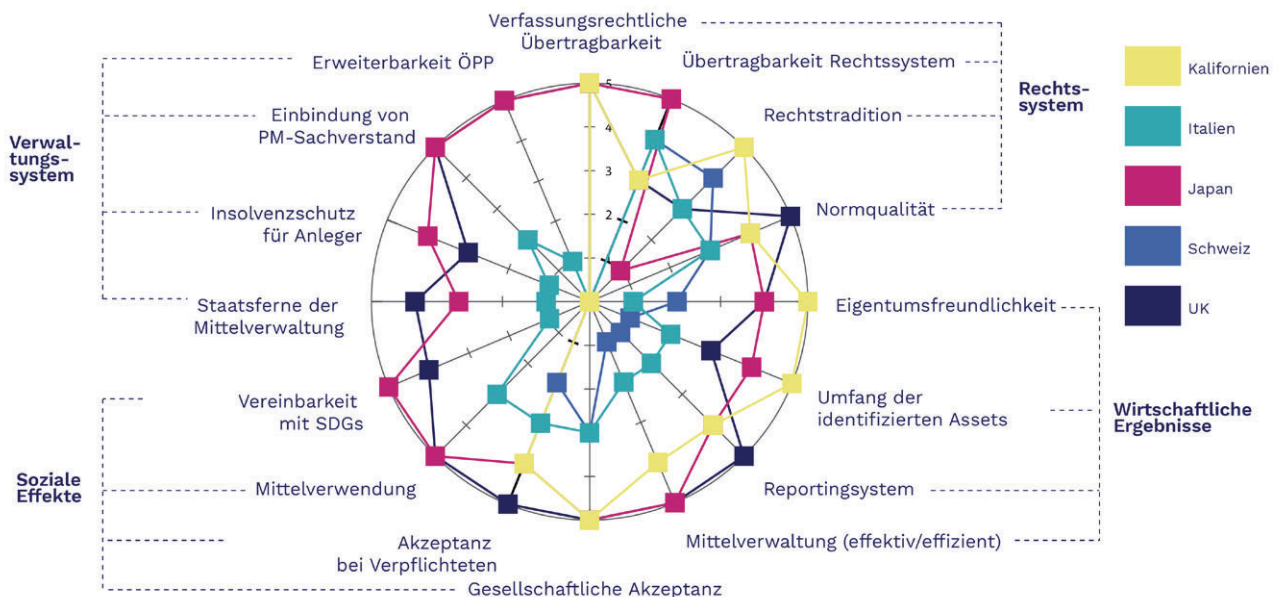 Verfassungsrechtliche
Übertragbarkeit
Erweiterbarkeit ÖPP
Übertragbarkeit Rechtssystem
Einbindung von
PM-Sachverstand
Rechtstradition
Verwal-
tungs-
system
Rechts-
system
Insolvenzschutz
für Anleger
Normqualität
Staatsferne der
Mittelverwaltung
Eigentumsfreundlichkeit
Vereinbarkeit
mit SDGs
Umfang der
identifizierten Assets
Wirtschaftliche
Ergebnisse
Soziale
Effekte
Mittelverwendung
Reportingsystem
Akzeptanz
bei Verpflichteten
Mittelverwaltung (effektiv/effizient)
Gesellschaftliche Akzeptanz
5
4
3
2
1
Kalifornien
Italien
Japan
Schweiz
UK